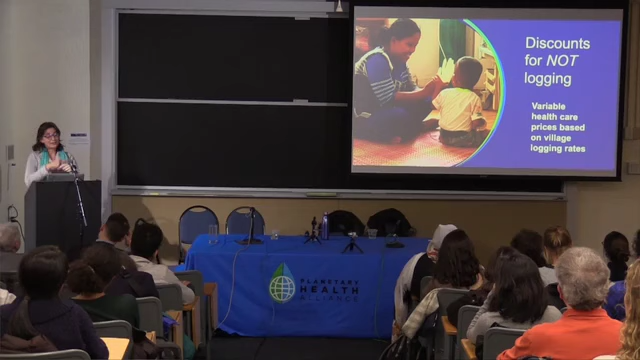 Discounts
for NOT
logging
Variable
health care
prices based
on village
logging rates
PLANETARY
HEALTH
ALLIANCE